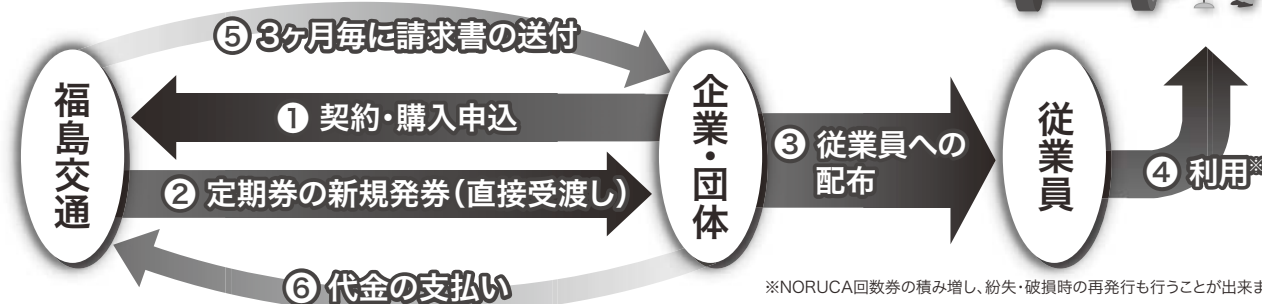 ⑤ 3ヶ月毎に請求書の送付
福島交通
❶ 契約・購入申込
② 定期券の新規発券(直接受渡し)
⑥ 代金の支払い
企業・団体
③ 従業員への
配布
従業員
④ 利用※
※NORUCA回数券の積み増し、紛失・破損時の再発行も行うことが出来ま